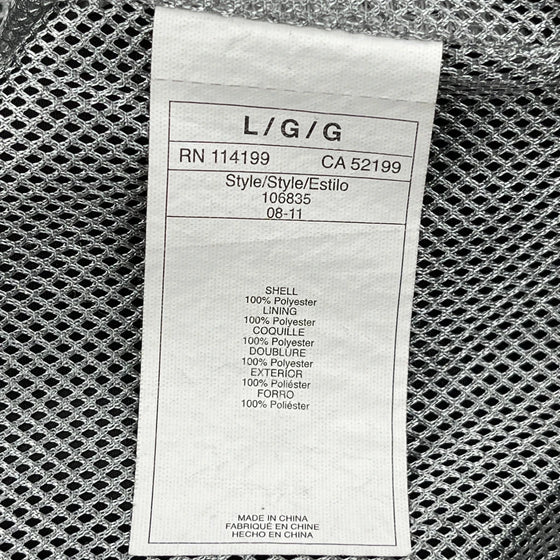 L/G/G
RN 114199 CA 52199
Style/Style/Estilo
106835
08-11
SHELL
100% Polyester
LINING
100% Polyester
COQUILLE
100% Polyester
DOUBLURE
100% Polyester
EXTERIOR
100% Poliéster
FORRO
100% Poliéster
MADE IN CHINA
FABRIQUÉ EN CHINE
HECHO EN CHINA